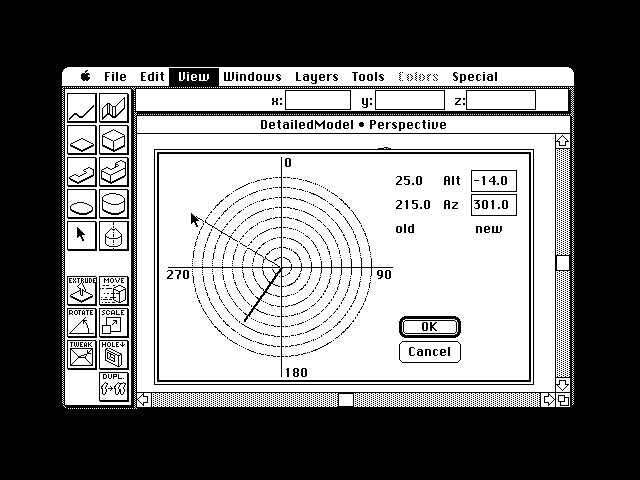 File Edit View Windows Layers Tools Colors Special
x: y: z:
DetailedModel • Perspective
0
25.0 Alt -14.0
215.0 Az 301.0
old new
270 90
180
OK
Cancel
EXTRUDE MOVE
ROTATE SCALE
TWEAK HOLE
DUPL.